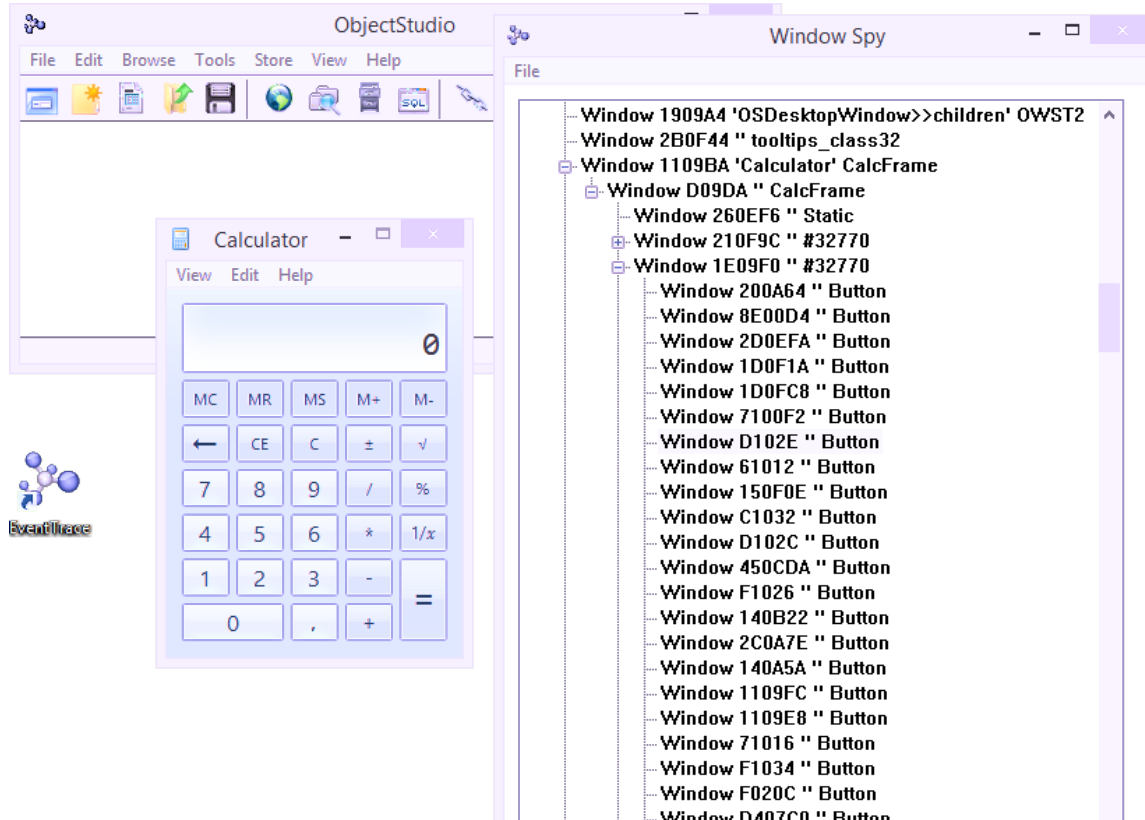 ObjectStudio
File Edit Browse Tools Store View Help
SQL
Calculator
View Edit Help
0
MC MR MS M+ M-
← CE C ± √
7 8 9 / %
4 5 6 * 1/x
1 2 3 -
=
0 , +
EventTrace
Window Spy
File
Window 1909A4 'OSDesktopWindow>>children' OWST2
Window 2B0F44 '' tooltips_class32
Window 1109BA 'Calculator' CalcFrame
Window D09DA '' CalcFrame
Window 260EF6 '' Static
Window 210F9C '' #32770
Window 1E09F0 '' #32770
Window 200A64 '' Button
Window 8E00D4 '' Button
Window 2D0EFA '' Button
Window 1D0F1A '' Button
Window 1D0FC8 '' Button
Window 7100F2 '' Button
Window D102E '' Button
Window 61012 '' Button
Window 150F0E '' Button
Window C1032 '' Button
Window D102C '' Button
Window 450CDA '' Button
Window F1026 '' Button
Window 140B22 '' Button
Window 2C0A7E '' Button
Window 140A5A '' Button
Window 1109FC '' Button
Window 1109E8 '' Button
Window 71016 '' Button
Window F1034 '' Button
Window F020C '' Button
Window D407C0 '' Button